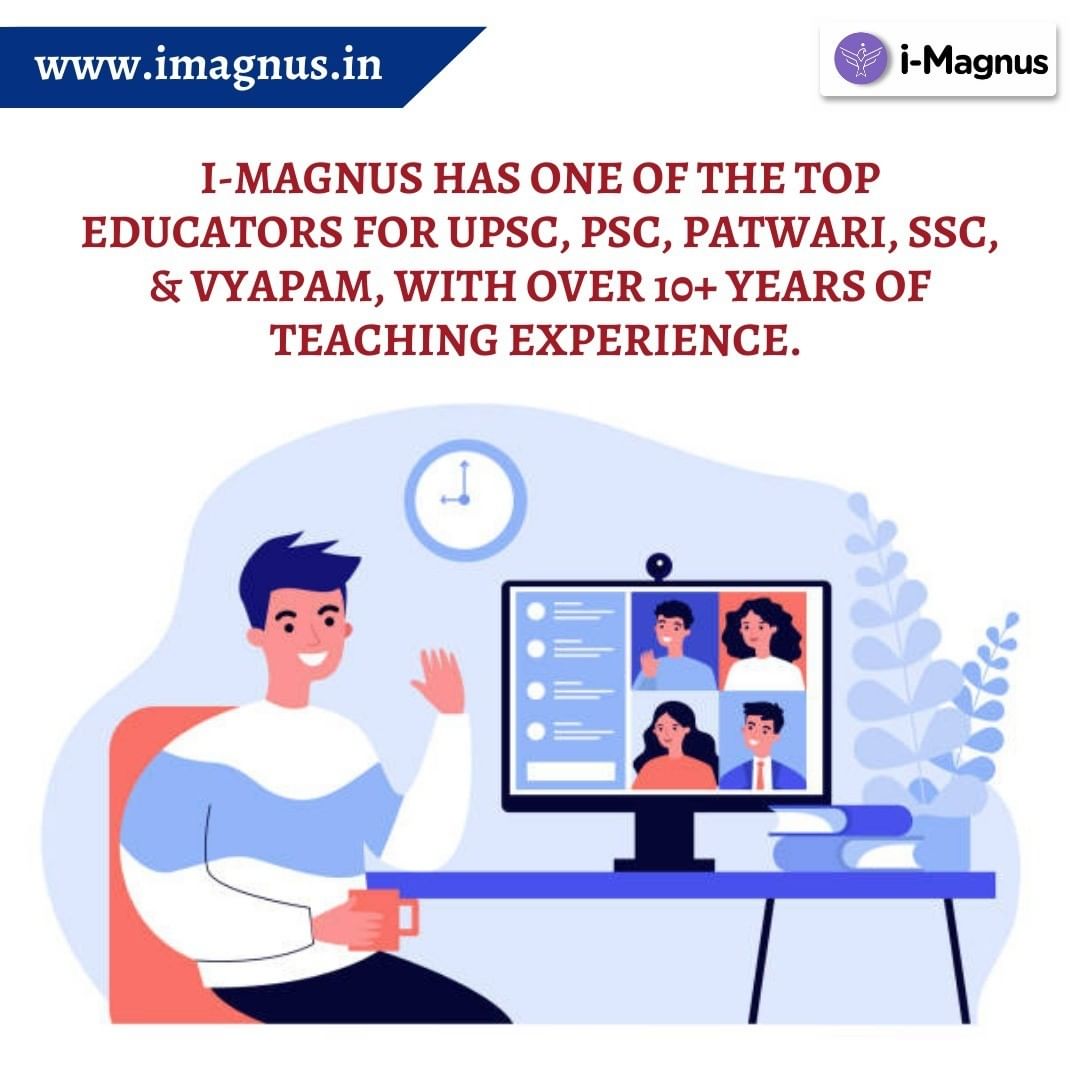 www.imagnus.in
i-Magnus
I-MAGNUS HAS ONE OF THE TOP
EDUCATORS FOR UPSC, PSC, PATWARI, SSC,
& VYAPAM, WITH OVER 10+ YEARS OF
TEACHING EXPERIENCE.